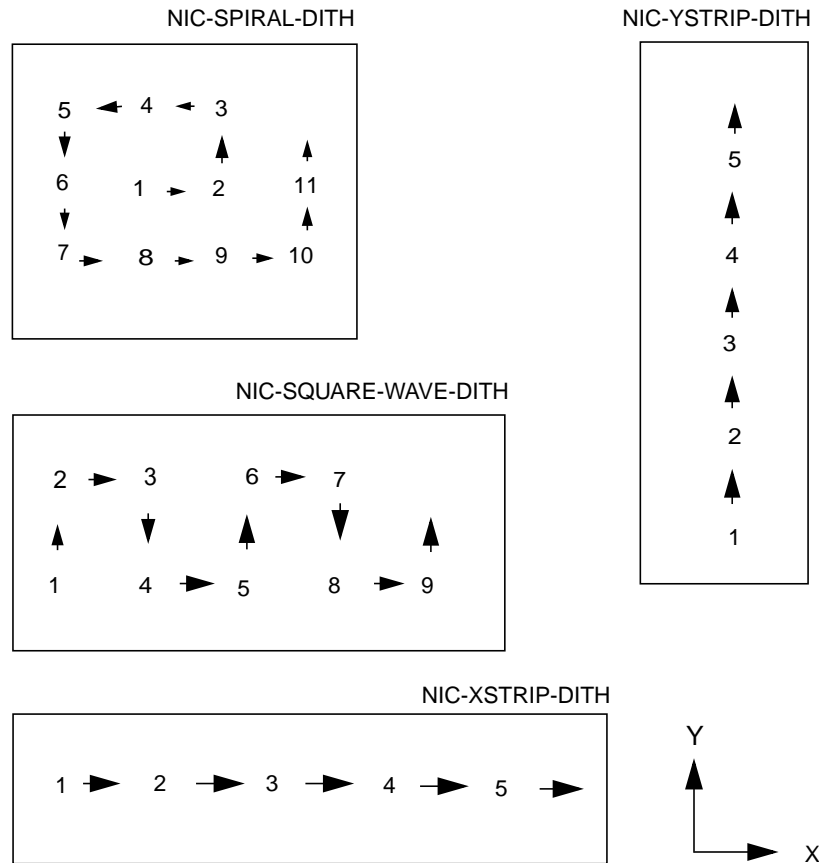 NIC-SPIRAL-DITH
5 4 3
6 1 2 11
7 8 9 10
NIC-YSTRIP-DITH
5
4
3
2
1
NIC-SQUARE-WAVE-DITH
2 3 6 7
1 4 5 8 9
NIC-XSTRIP-DITH
1 2 3 4 5
Y
X